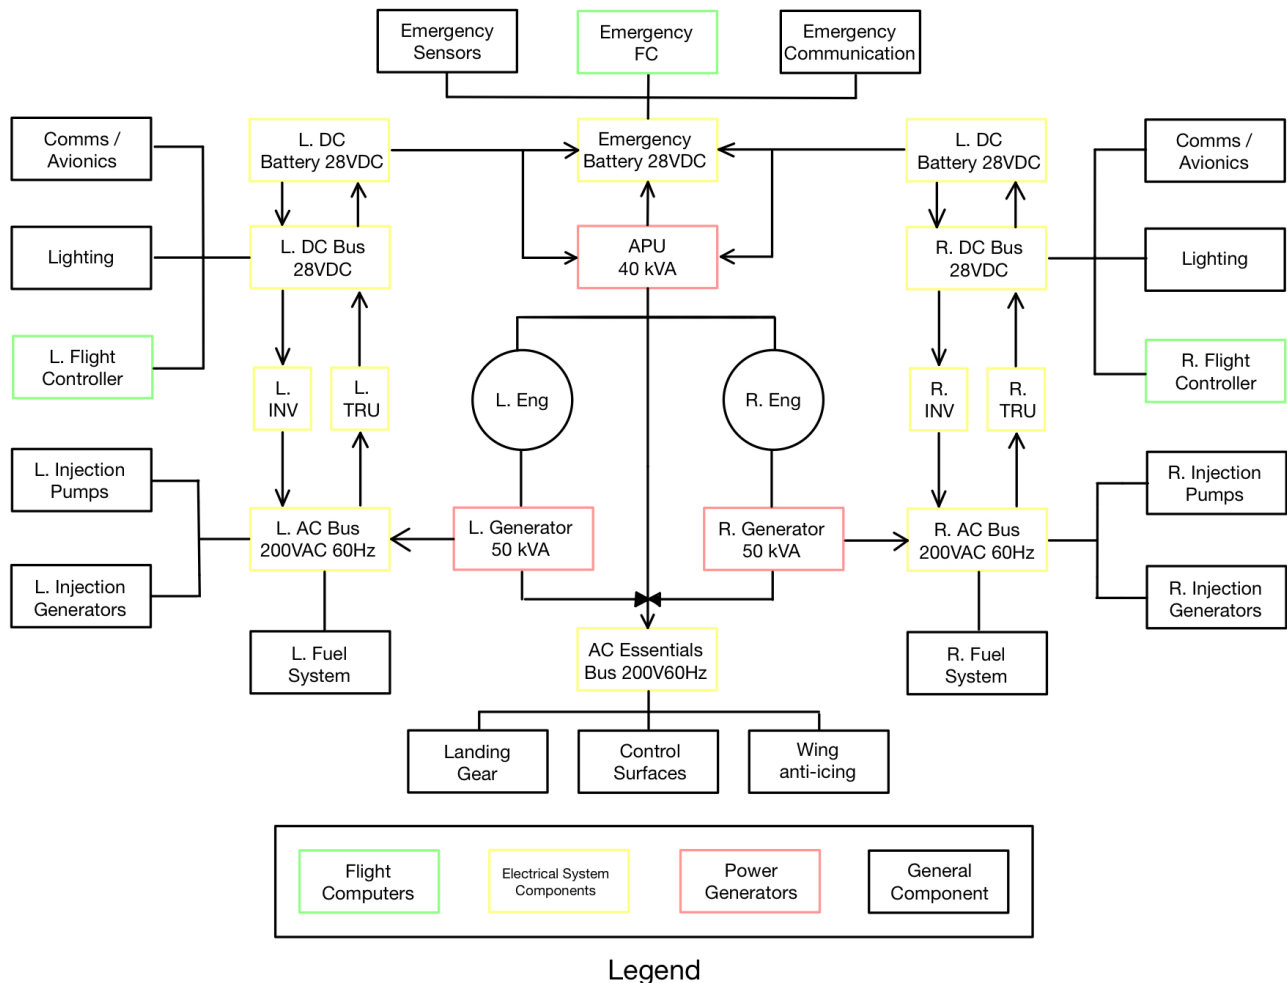 Emergency
Sensors
Emergency
FC
Emergency
Communication
Comms /
Avionics
L. DC
Battery 28VDC
Emergency
Battery 28VDC
L. DC
Battery 28VDC
Comms /
Avionics
Lighting
L. DC Bus
28VDC
APU
40 kVA
R. DC Bus
28VDC
Lighting
L. Flight
Controller
L.
INV
L.
TRU
L. Eng
R. Eng
R.
INV
R.
TRU
R. Flight
Controller
L. Injection
Pumps
R. Injection
Pumps
L. AC Bus
200VAC 60Hz
L. Generator
50 kVA
R. Generator
50 kVA
R. AC Bus
200VAC 60Hz
L. Injection
Generators
R. Injection
Generators
L. Fuel
System
AC Essentials
Bus 200V60Hz
R. Fuel
System
Landing
Gear
Control
Surfaces
Wing
anti-icing
Flight
Computers
Electrical System
Components
Power
Generators
General
Component
Legend